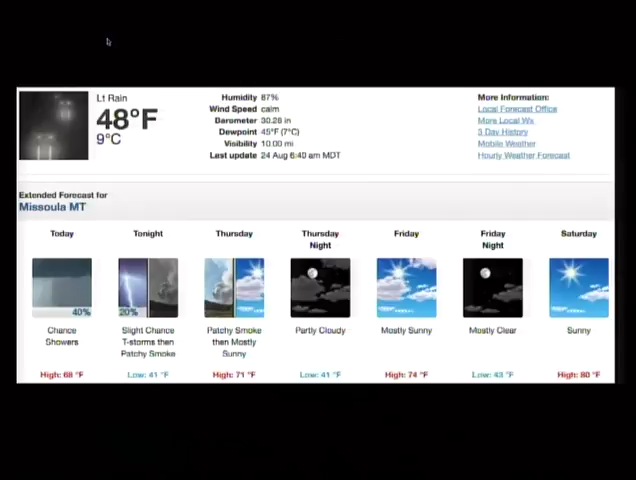 Lt Rain
48°F
9°C
Humidity 87%
Wind Speed calm
Barometer 30.28 in
Dewpoint 45°F (7°C)
Visibility 10.00 mi
Last update 24 Aug 6:40 am MDT
More Information:
Local Forecast Office
More Local Wx
3 Day History
Mobile Weather
Hourly Weather Forecast
Extended Forecast for
Missoula MT
Today
40%
Chance
Showers
High: 68 °F
Tonight
20%
Slight Chance
T-storms then
Patchy Smoke
Low: 41 °F
Thursday
Patchy Smoke
then Mostly
Sunny
High: 71 °F
Thursday
Night
Partly Cloudy
Low: 41 °F
Friday
Mostly Sunny
High: 74 °F
Friday
Night
Mostly Clear
Low: 43 °F
Saturday
Sunny
High: 80 °F